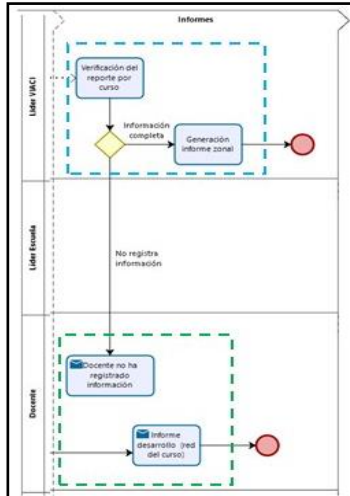 Informes
Líder VIACI
Verificación del
reporte por
curso
Información
completa
Generación
informe zonal
Líder Escuela
No registra
información
Docente
Docente no ha
registrado
información
Informe
desarrollo (red
del curso)